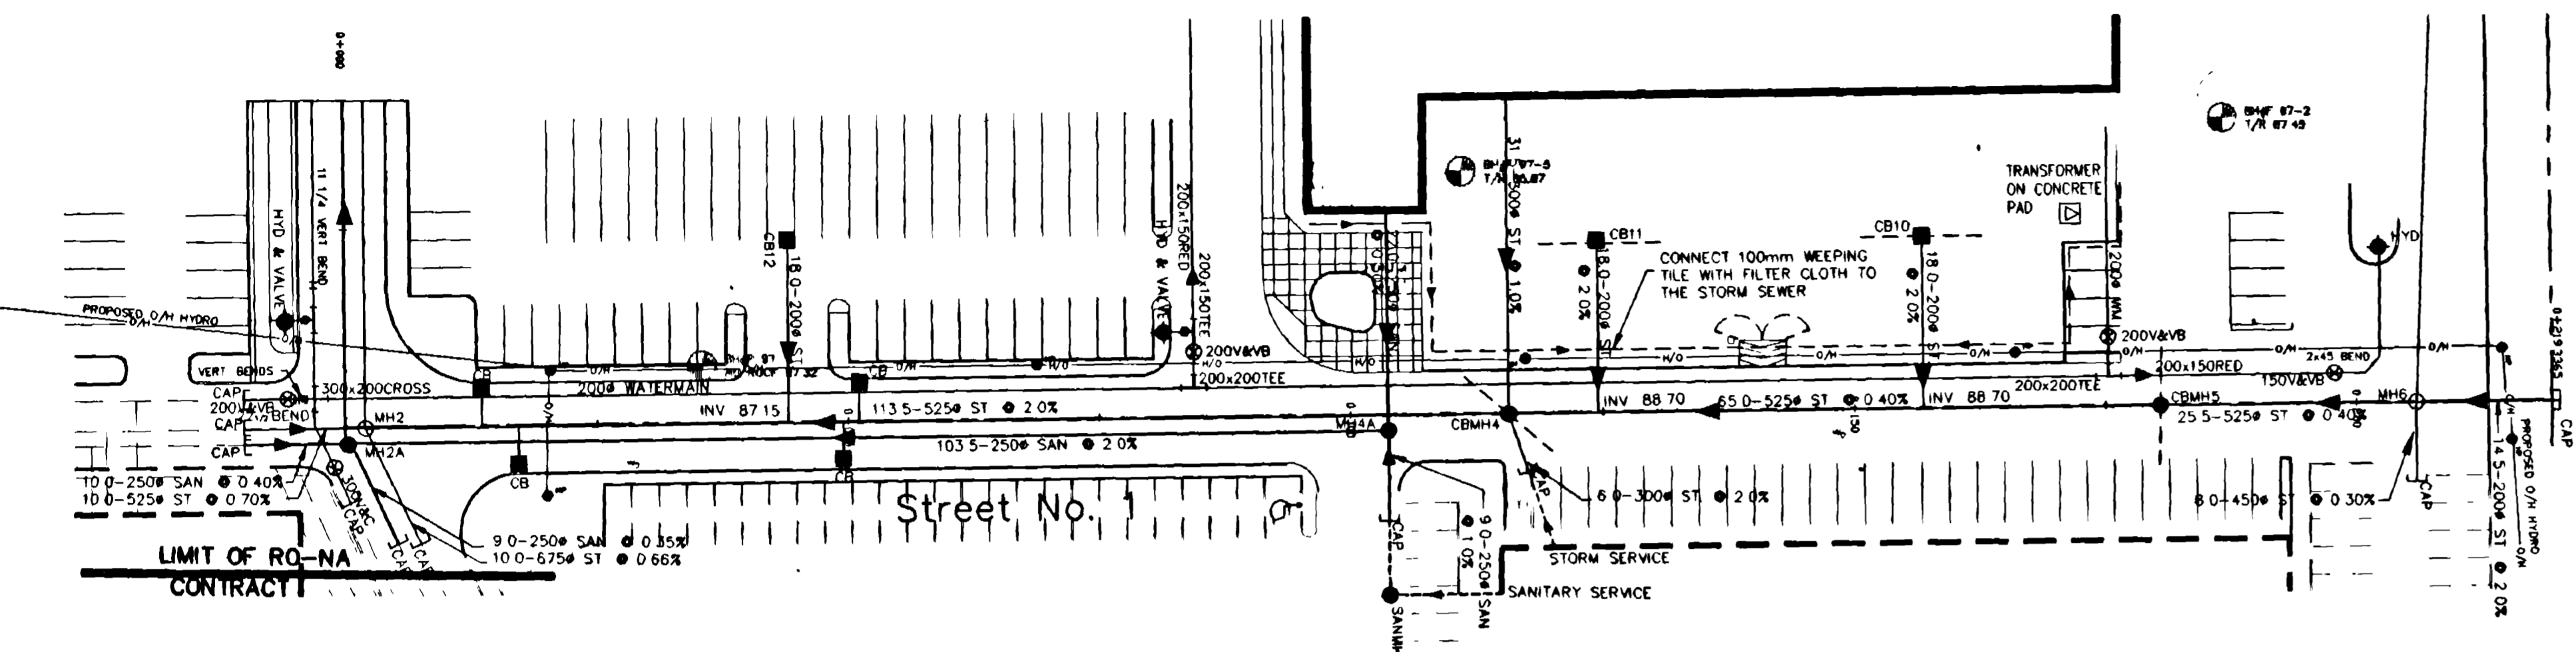 0+000
11 1/4 VERT BEND
HYD & VALVE
PROPOSED O/H HYDRO
O/H
VERT BENDS
CAP
200V&VB
CAP
CAP
BEND
300x200CROSS
MH2
MH2A
10 0-250ø SAN @ 0 40%
10 0-525ø ST @ 0 70%
CAP
CAP
CAP
LIMIT OF RO-NA
CONTRACT
9 0-250ø SAN @ 0 35%
10 0-675ø ST @ 0 66%
CB
O/H
O/H
200ø WATERMAIN
CB
CB12
18 0-200ø ST
INV 87 15
113 5-525ø ST @ 2 0%
103 5-250ø SAN @ 2 0%
CB
CB
O/H
H/O
Street No. 1
HYD & VALVE
200x150RED
200x150TEE
200V&VB
H/O
200x200TEE
H/O
MH4A
CAP
9 0-250ø SAN
@ 1 0%
SANITARY SERVICE
STORM SERVICE
CBMH4
CAP
6 0-300ø ST @ 2 0%
ST @ 1 0%
CB11
18 0-200ø ST
@ 2 0%
CONNECT 100mm WEEPING
TILE WITH FILTER CLOTH TO
THE STORM SEWER
H/O
O/H
O/H
INV 88 70
65 0-525ø ST @ 0 40%
CB10
18 0-200ø ST
@ 2 0%
INV 88 70
TRANSFORMER
ON CONCRETE
PAD
200ø WM
200V&VB
O/H
200x200TEE
200x150RED
O/H
2x45 BEND
O/H
150V&VB
HYD
T/R 87 45
CBMH5
25 5-525ø ST @ 0 40%
MH6
8 0-450ø ST @ 0 30%
CAP
14 5-200ø ST @ 2 0%
PROPOSED O/H HYDRO
O/H
O/H
CAP